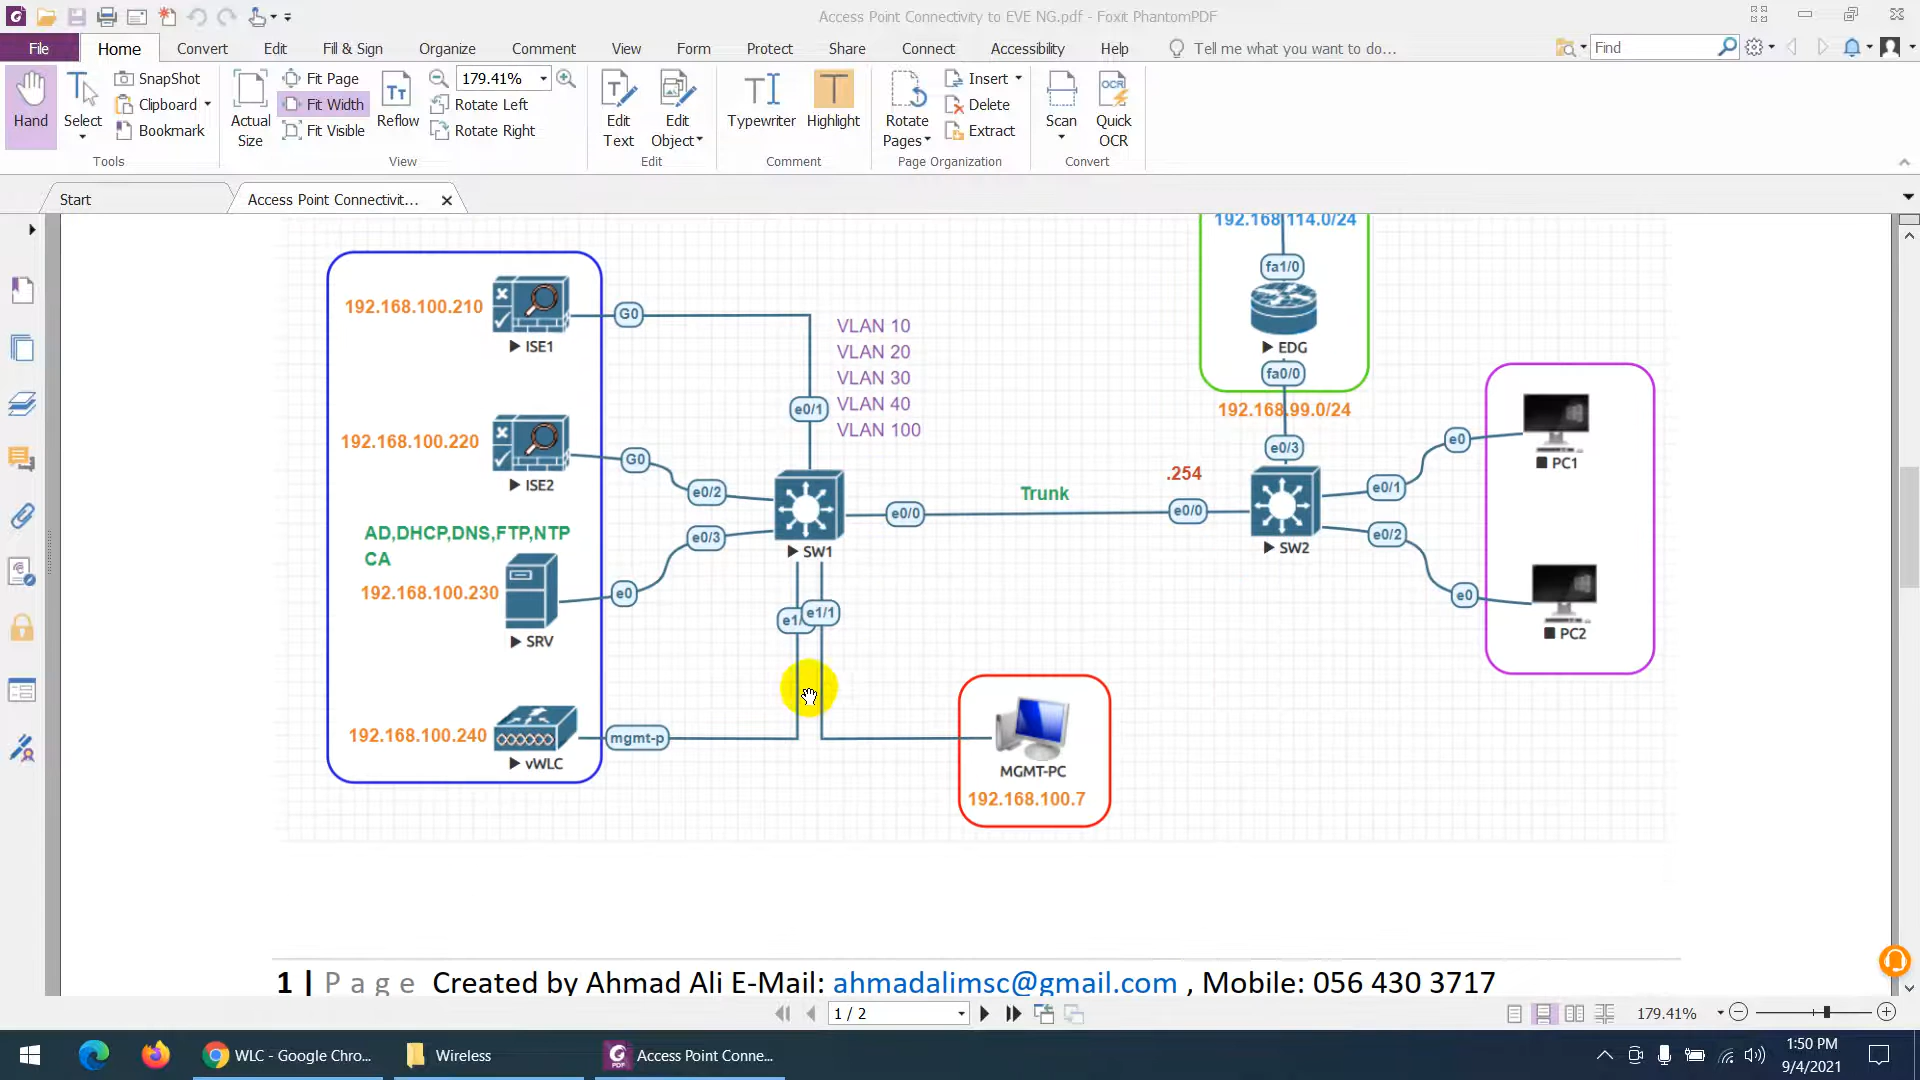 Access Point Connectivity to EVE NG.pdf - Foxit PhantomPDF
File Home Convert Edit Fill & Sign Organize Comment View Form Protect Share Connect Accessibility Help Tell me what you want to do... Find
Hand
Select
SnapShot
Clipboard
Bookmark
Tools
Actual Size
Fit Page
Fit Width
Fit Visible
Reflow
179.41%
Rotate Left
Rotate Right
View
Edit Text
Edit Object
Edit
Typewriter
Highlight
Comment
Rotate Pages
Insert
Delete
Extract
Page Organization
Scan
Quick OCR
Convert
Start
Access Point Connectivit...
192.168.114.0/24
fa1/0
EDG
fa0/0
192.168.99.0/24
e0/3
192.168.100.210
ISE1
G0
VLAN 10
VLAN 20
VLAN 30
VLAN 40
VLAN 100
e0/1
192.168.100.220
ISE2
G0
e0/2
AD,DHCP,DNS,FTP,NTP
CA
192.168.100.230
SRV
e0
e0/3
SW1
e0/0
Trunk
.254
e0/0
SW2
e0/1
e0
PC1
e0/2
e0
PC2
e1/
e1/1
192.168.100.240
vWLC
mgmt-p
MGMT-PC
192.168.100.7
1 | P a g e Created by Ahmad Ali E-Mail: ahmadalimsc@gmail.com , Mobile: 056 430 3717
1 / 2
179.41%
WLC - Google Chro...
Wireless
Access Point Conne...
1:50 PM
9/4/2021